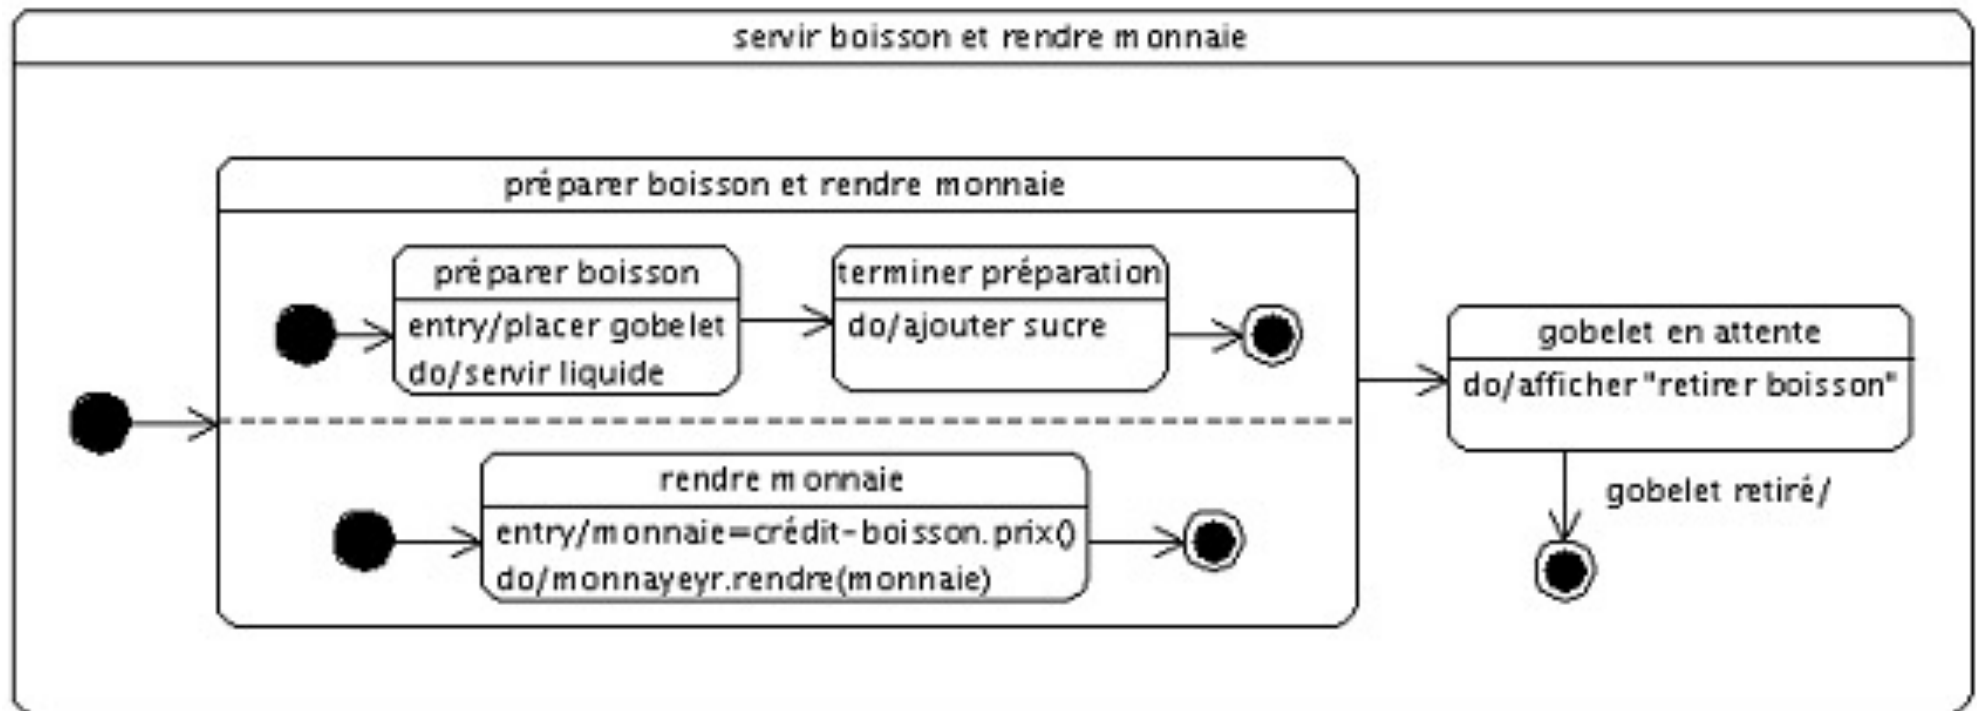 servir boisson et rendre monnaie
préparer boisson et rendre monnaie
préparer boisson
entry/placer gobelet
do/servir liquide
terminer préparation
do/ajouter sucre
rendre monnaie
entry/monnaie=crédit-boisson.prix()
do/monnayeyr.rendre(monnaie)
gobelet en attente
do/afficher "retirer boisson"
gobelet retiré/